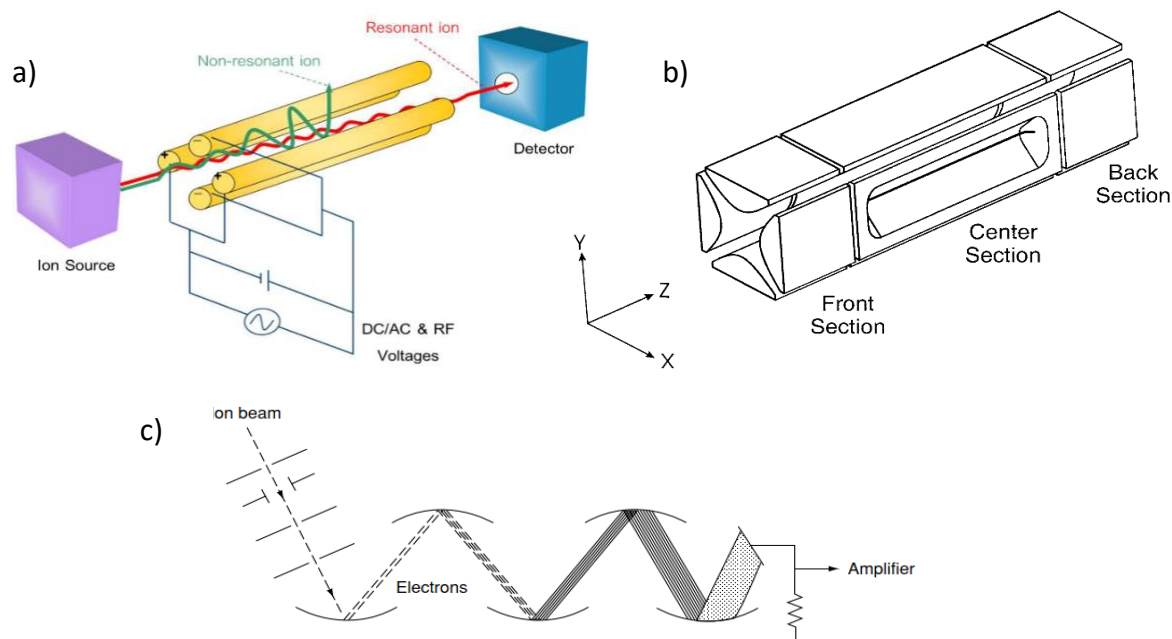 a)
Resonant ion
Non-resonant ion
+
−
+
−
Detector
Ion Source
DC/AC & RF
Voltages
b)
Back
Section
Center
Section
Front
Section
Y
Z
X
c)
Ion beam
Electrons
Amplifier